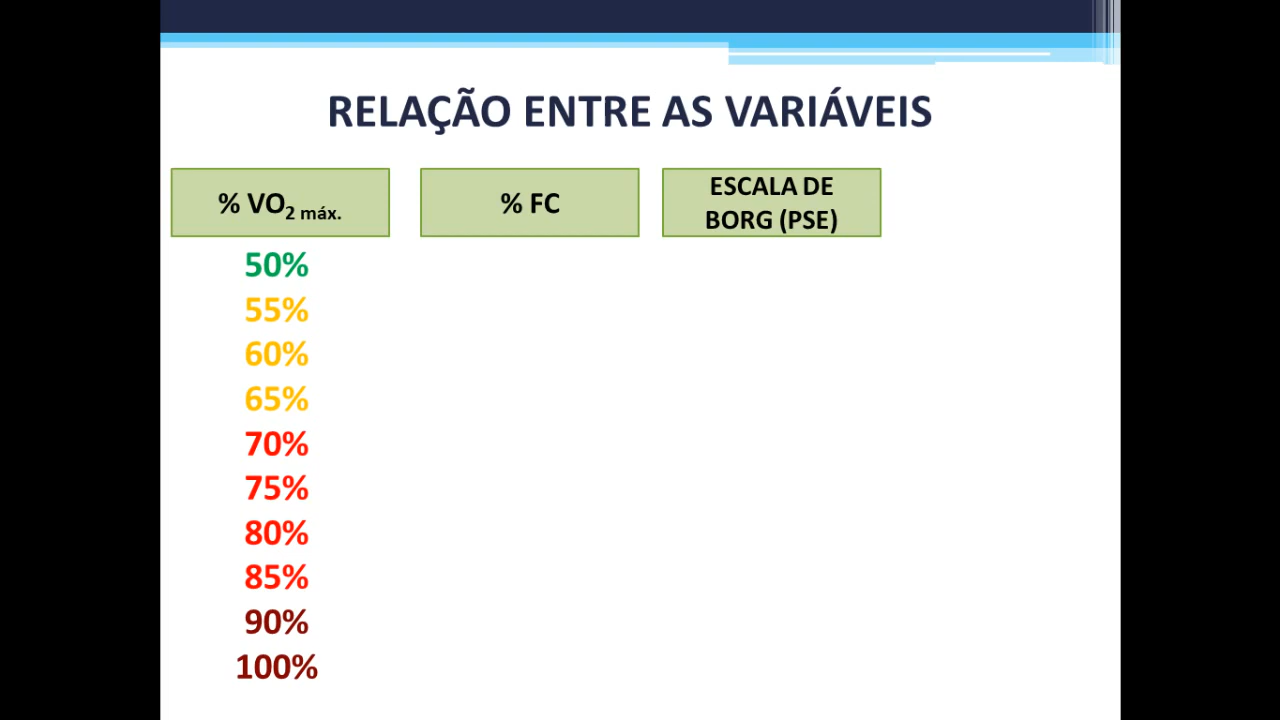 RELAÇÃO ENTRE AS VARIÁVEIS
% VO2 máx.
% FC
ESCALA DE
BORG (PSE)
50%
55%
60%
65%
70%
75%
80%
85%
90%
100%